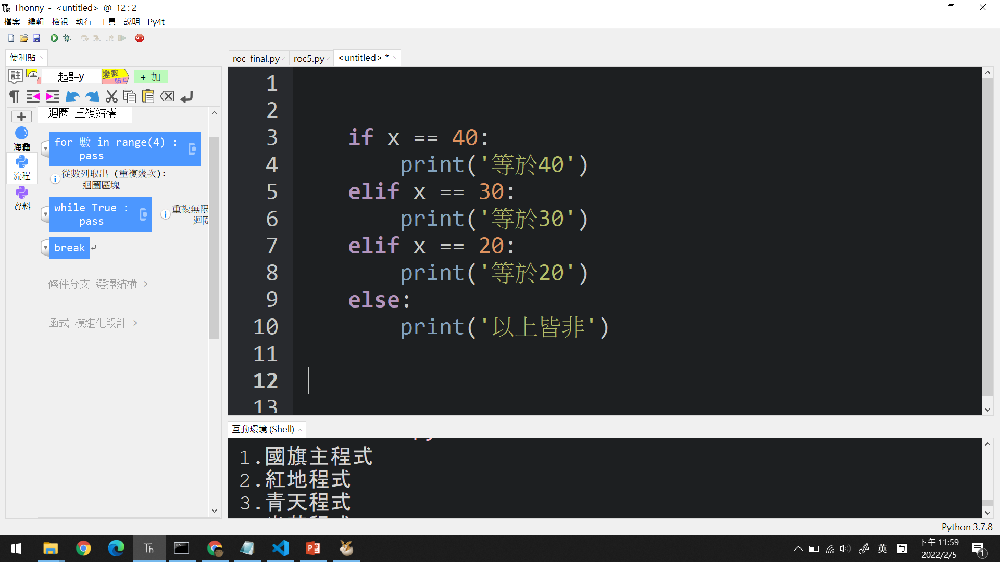 Thonny - <untitled> @ 12 : 2
檔案 編輯 檢視 執行 工具 說明 Py4t
便利貼
註 起點y 變數 貼上 + 加
迴圈 重複結構
海龜
流程
資料
for 數 in range(4) :
pass
從數列取出 (重複幾次):
迴圈區塊
while True :
pass
重複無限
迴圈
break
條件分支 選擇結構 >
函式 模組化設計 >
roc_final.py roc5.py <untitled> *
1
2
3 if x == 40:
4 print('等於40')
5 elif x == 30:
6 print('等於30')
7 elif x == 20:
8 print('等於20')
9 else:
10 print('以上皆非')
11
12
13
互動環境 (Shell)
1.國旗主程式
2.紅地程式
3.青天程式
Python 3.7.8
Th
英
下午 11:59
2022/2/5
1